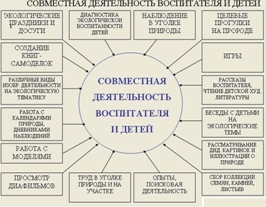 СОВМЕСТНАЯ ДЕЯТЕЛЬНОСТЬ ВОСПИТАТЕЛЯ И ДЕТЕЙ
ЭКОЛОГИЧЕСКИЕ
ПРАЗДНИКИ И
ДОСУГИ
ДИАГНОСТИКА
ЭКОЛОГИЧЕСКОЙ
ВОСПИТАННОСТИ
ДЕТЕЙ
НАБЛЮДЕНИЕ
В УГОЛКЕ
ПРИРОДЫ
ЦЕЛЕВЫЕ
ПРОГУЛКИ
НА ПРОРОДЕ
СОЗДАНИЕ
КНИГ-
САМОДЕЛОК
ИГРЫ
РАЗЛИЧНЫЕ ВИДЫ
ИЗОБР. ДЕЯТЕЛЬНОСТИ
НА ЭКОЛОГИЧЕСКУЮ
ТЕМАТИКУ
СОВМЕСТНАЯ
ДЕЯТЕЛЬНОСТЬ
ВОСПИТАТЕЛЯ
И ДЕТЕЙ
РАССКАЗЫ
ВОСПИТАТЕЛЯ,
ЧТЕНИЕ ДЕТСКОЙ ХУД.
ЛИТЕРАТУРЫ
РАБОТА С
КАЛЕНДАРЯМИ
ПРИРОДЫ,
ДНЕВНИКАМИ
НАБЛЮДЕНИЙ
БЕСЕДЫ С ДЕТЬМИ
НА
ЭКОЛОГИЧЕСКИЕ
ТЕМЫ
РАБОТА С
МОДЕЛЯМИ
РАССМАТРИВАНИЕ
ДИД. КАРТИНОК И
ИЛЛЮСТРАЦИЙ О
ПРИРОДЕ
ПРОСМОТР
ДИАФИЛЬМОВ
ТРУД В УГОЛКЕ
ПРИРОДЫ И НА
УЧАСТКЕ
ОПЫТЫ,
ПОИСКОВАЯ
ДЕЯТЕЛЬНОСТЬ
СБОР КОЛЛЕКЦИЙ
СЕМЯН, КАМНЕЙ,
ЛИСТЬЕВ